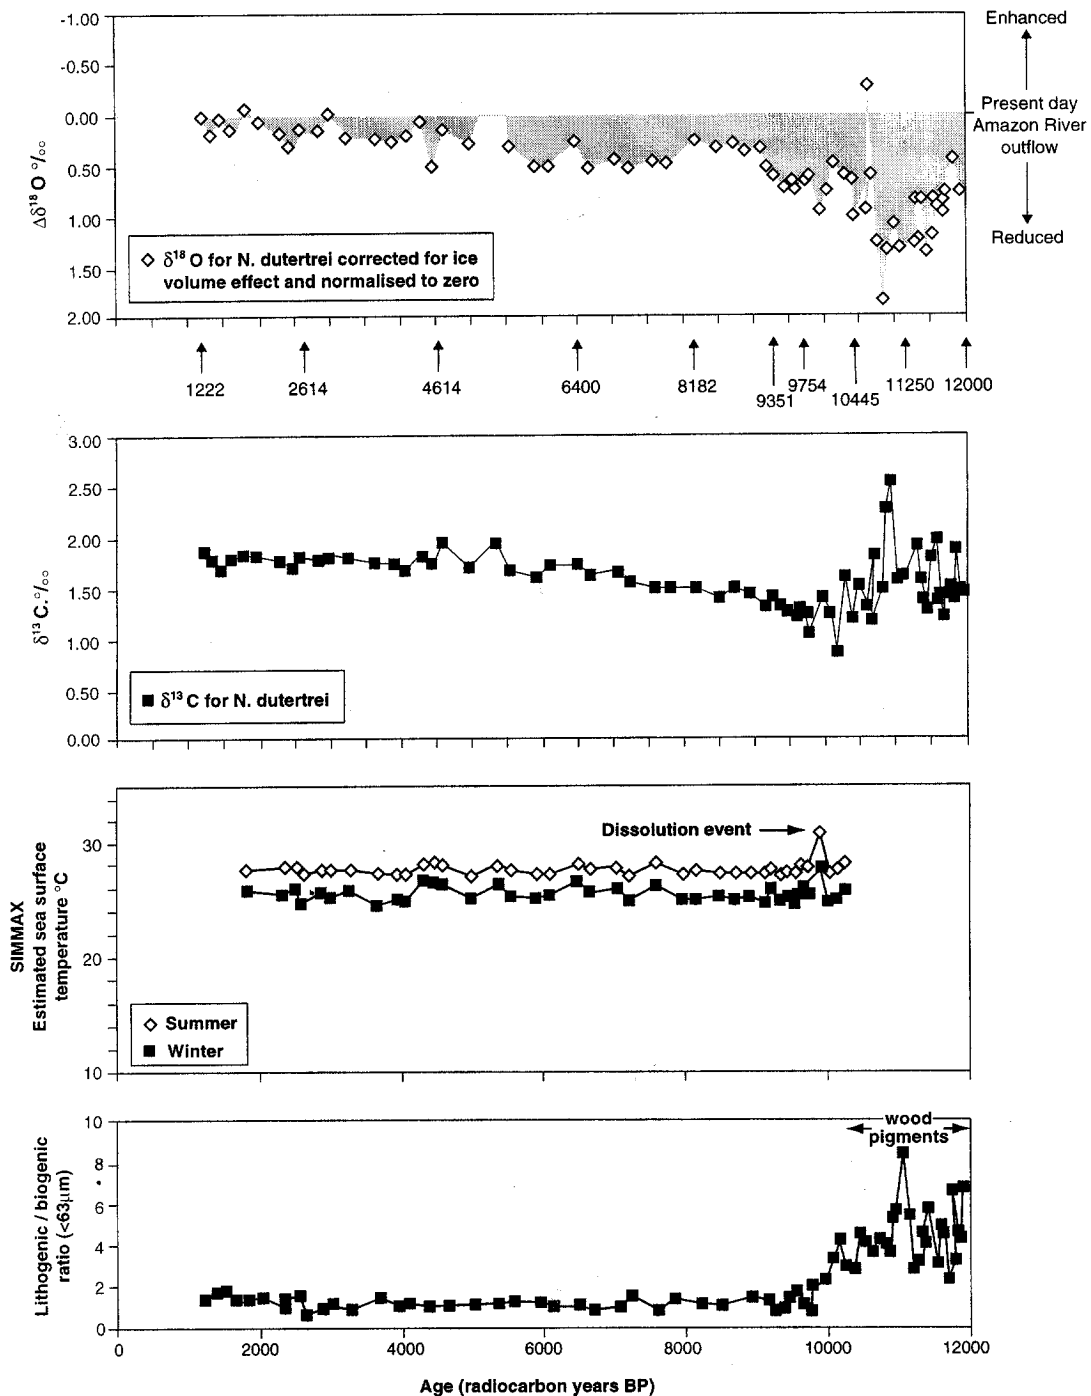 -1.00
-0.50
0.00
0.50
1.00
1.50
2.00
Δδ¹⁸O °/₀₀
Enhanced
Present day
Amazon River
outflow
Reduced
◇ δ¹⁸O for N. dutertrei corrected for ice
volume effect and normalised to zero
1222
2614
4614
6400
8182
9351
9754
10445
11250
12000
3.00
2.50
2.00
1.50
1.00
0.50
0.00
δ¹³C.°/₀₀
■ δ¹³C for N. dutertrei
30
20
10
SIMMAX
Estimated sea surface
temperature °C
Dissolution event
◇ Summer
■ Winter
10
8
6
4
2
0
Lithogenic / biogenic
ratio (<63μm)
wood
pigments
0 2000 4000 6000 8000 10000 12000
Age (radiocarbon years BP)